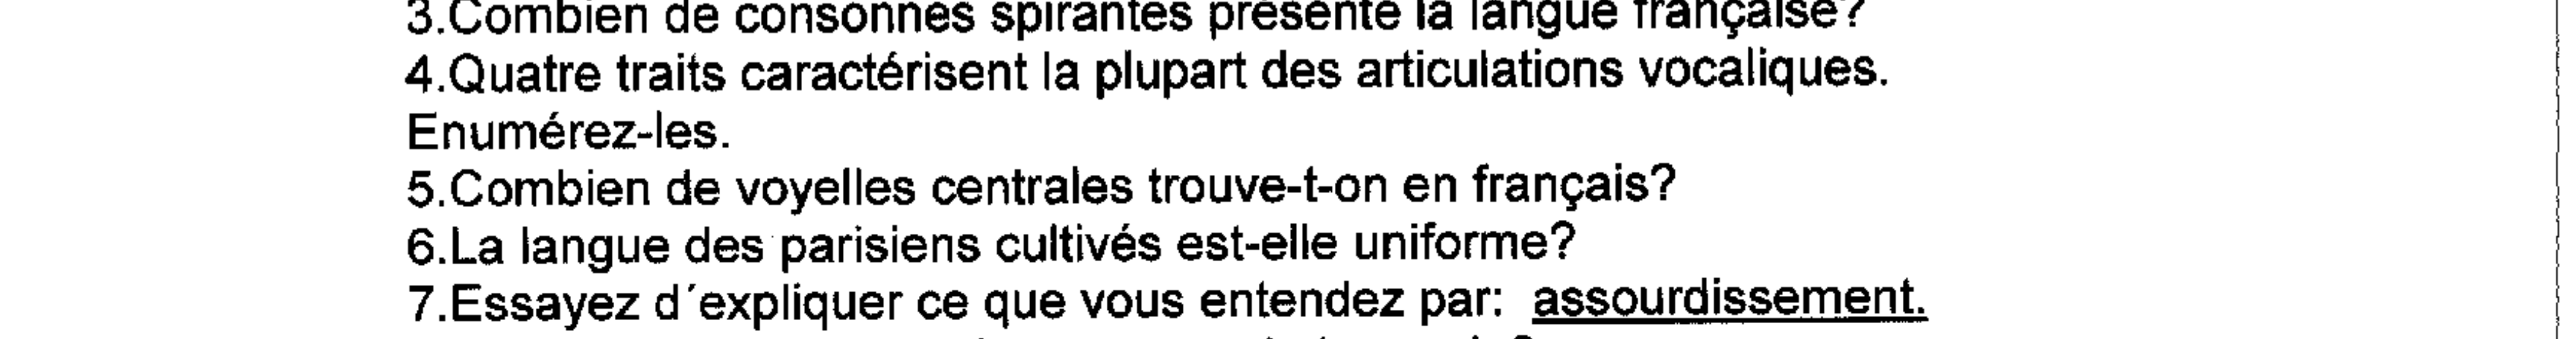 3.Combien de consonnes spirantes présente la langue française?
4.Quatre traits caractérisent la plupart des articulations vocaliques.
Enumérez-les.
5.Combien de voyelles centrales trouve-t-on en français?
6.La langue des parisiens cultivés est-elle uniforme?
7.Essayez d´expliquer ce que vous entendez par: assourdissement.